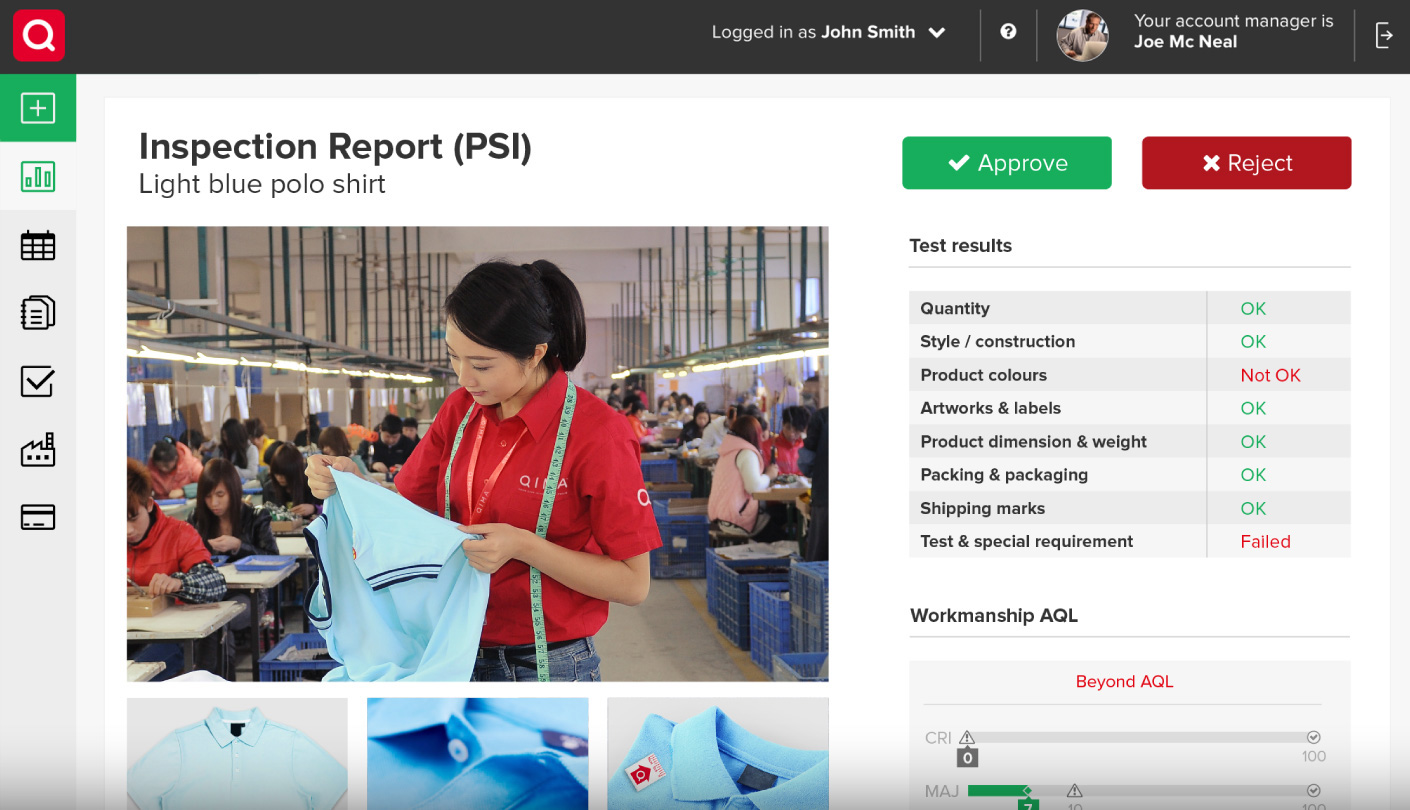 Q
Logged in as John Smith
?
Your account manager is
Joe Mc Neal
Inspection Report (PSI)
Light blue polo shirt
Approve
Reject
QIMA
QIMA
Test results
Quantity OK
Style / construction OK
Product colours Not OK
Artworks & labels OK
Product dimension & weight OK
Packing & packaging OK
Shipping marks OK
Test & special requirement Failed
Workmanship AQL
Beyond AQL
CRI
0
100
MAJ
7
10
100